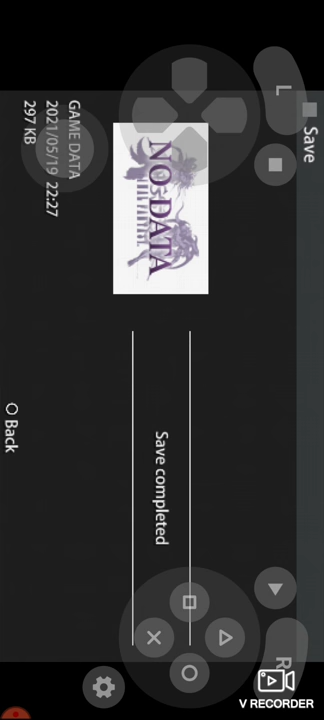 L
Save
NO DATA
GAME DATA
2021/05/19 22:27
297 KB
Save completed
Back
R
V RECORDER